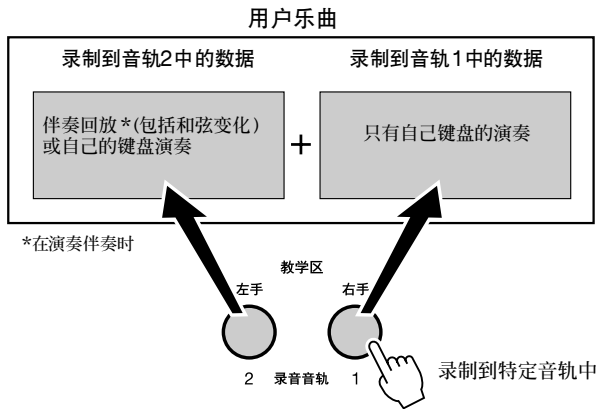 用户乐曲
录制到音轨2中的数据
录制到音轨1中的数据
伴奏回放*(包括和弦变化)
或自己的键盘演奏
+
只有自己键盘的演奏
*在演奏伴奏时
教学区
左手
右手
2 录音音轨 1
录制到特定音轨中